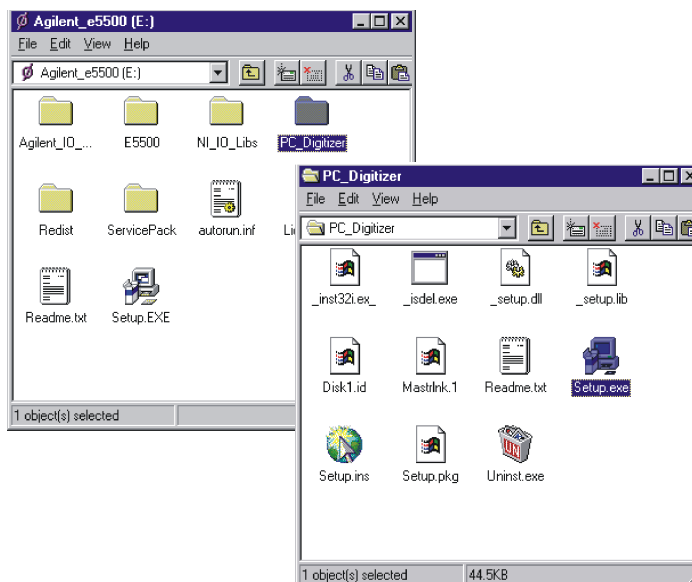 Agilent_e5500 (E:)
File Edit View Help
Agilent_e5500 (E:)
Agilent_IO_... E5500 NI_IO_Libs PC_Digitizer
Redist ServicePack autorun.inf
Readme.txt Setup.EXE
1 object(s) selected
PC_Digitizer
File Edit View Help
PC_Digitizer
_inst32i.ex_ _isdel.exe _setup.dll _setup.lib
Disk1.id Mastrlnk.1 Readme.txt Setup.exe
Setup.ins Setup.pkg Uninst.exe
1 object(s) selected 44.5KB